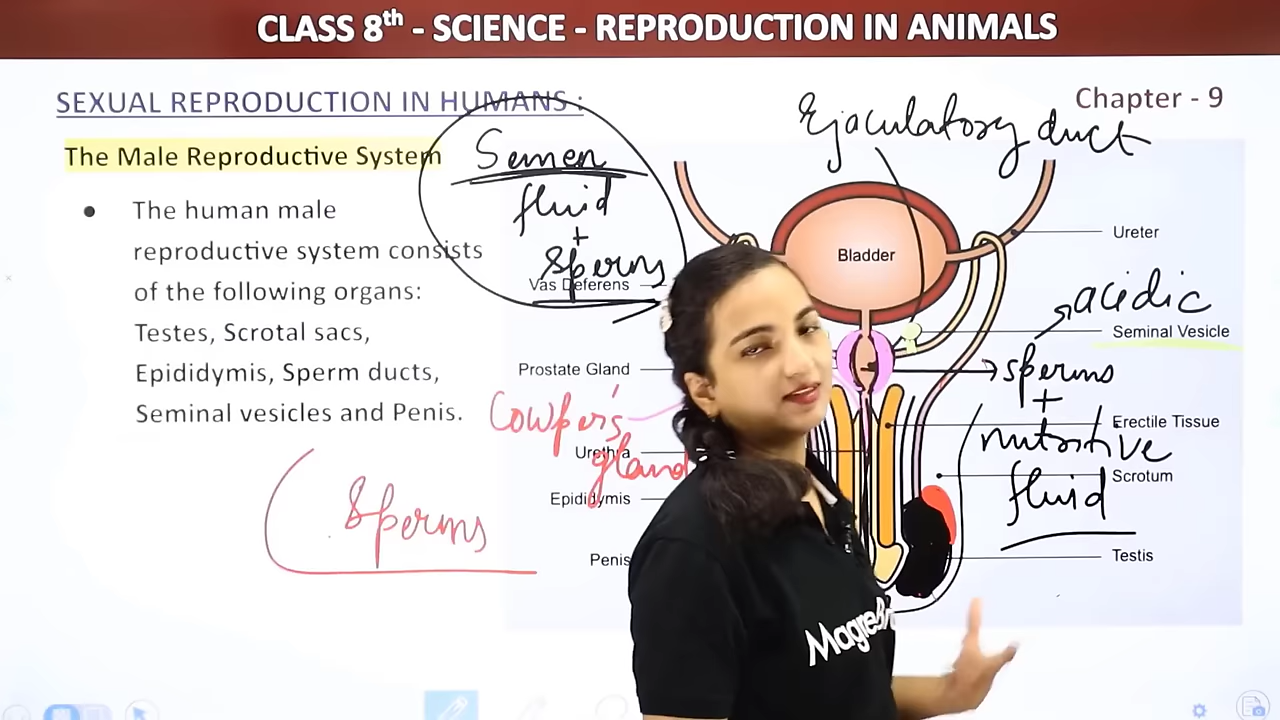 CLASS 8th - SCIENCE - REPRODUCTION IN ANIMALS
SEXUAL REPRODUCTION IN HUMANS :
Chapter - 9
The Male Reproductive System
The human male
reproductive system consists
of the following organs:
Testes, Scrotal sacs,
Epididymis, Sperm ducts,
Seminal vesicles and Penis.
Semen
fluid
+
sperms
Sperms
Ejaculatory duct
Vas Deferens
Prostate Gland
Cowper's
gland
Urethra
Epididymis
Penis
Bladder
Ureter
acidic
Seminal Vesicle
sperms
+
nutritive
fluid
Erectile Tissue
Scrotum
Testis